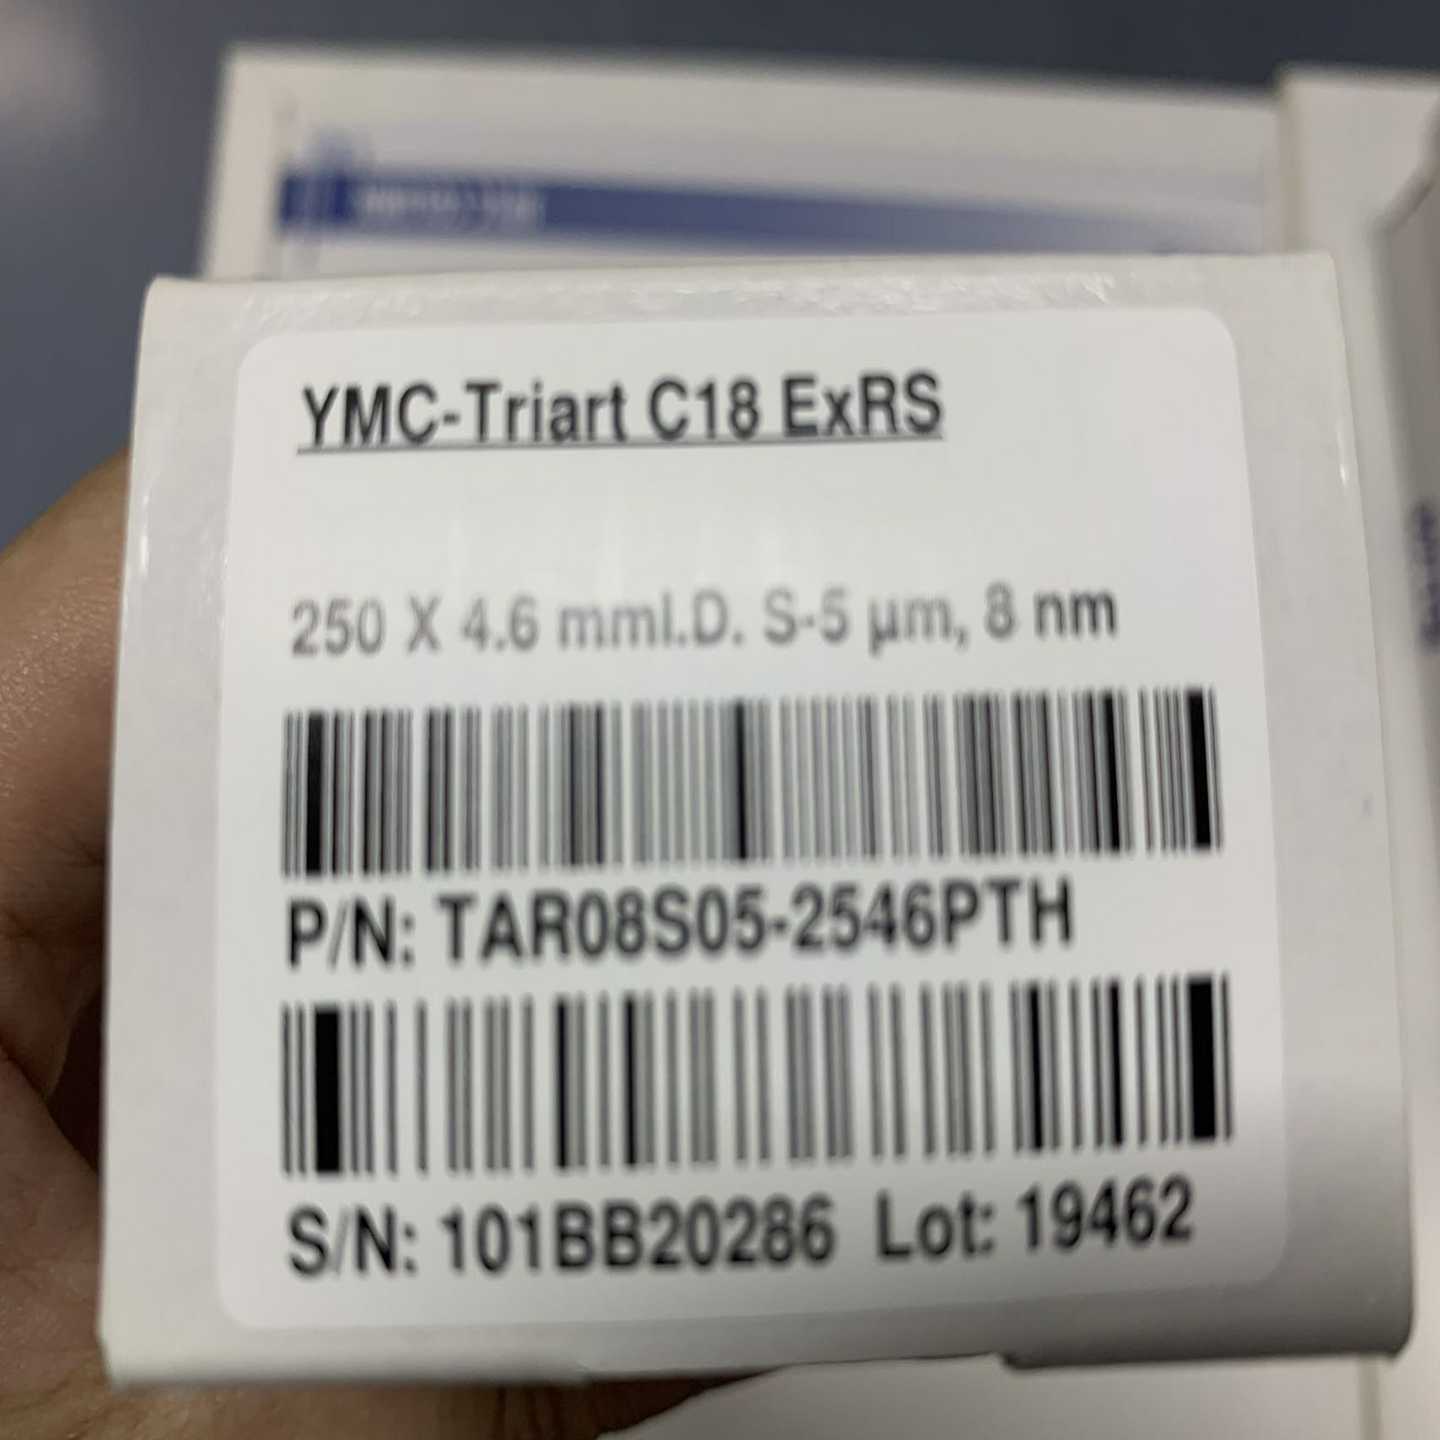 YMC-Triart C18 ExRS
250 X 4.6 mmI.D. S-5 µm, 8 nm
P/N: TAR08S05-2546PTH
S/N: 101BB20286 Lot: 19462